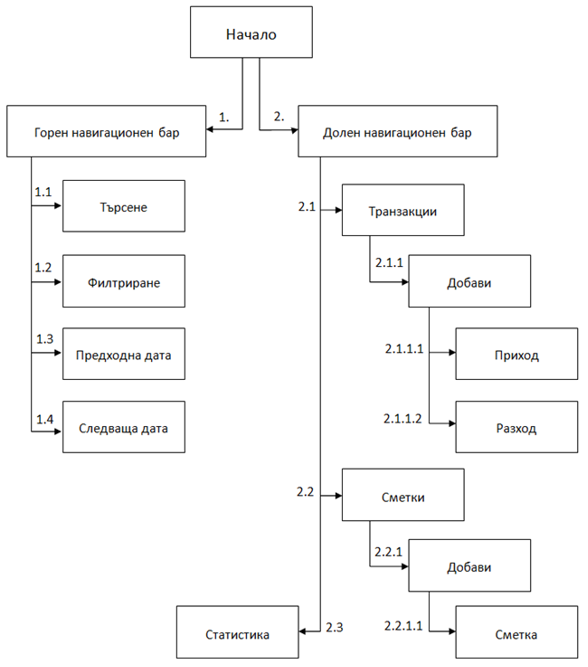 Начало
1.
2.
Горен навигационен бар
Долен навигационен бар
1.1
Търсене
1.2
Филтриране
1.3
Предходна дата
1.4
Следваща дата
2.1
Транзакции
2.1.1
Добави
2.1.1.1
Приход
2.1.1.2
Разход
2.2
Сметки
2.2.1
Добави
2.2.1.1
Сметка
2.3
Статистика